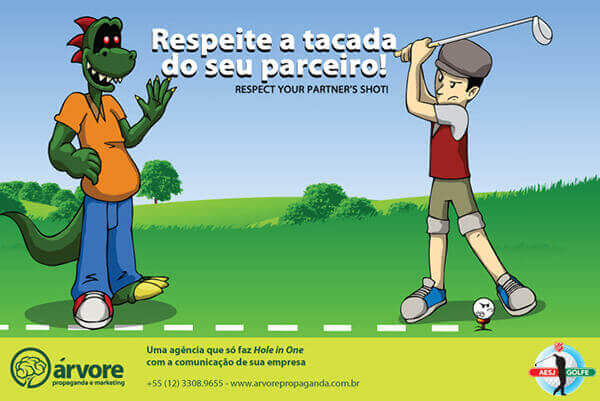 Respeite a tacada
do seu parceiro!
RESPECT YOUR PARTNER'S SHOT!
árvore
propaganda e marketing
Uma agência que só faz Hole in One
com a comunicação de sua empresa
+55 (12) 3308.9655 - www.arvorepropaganda.com.br
AESJ GOLFE